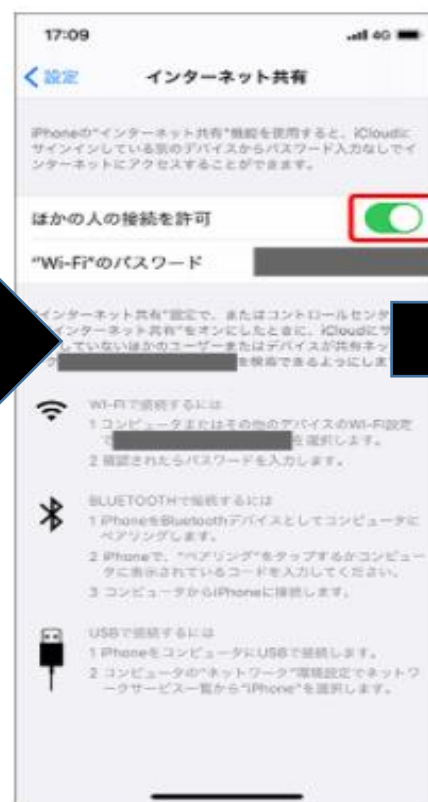 17:09
4G
設定
インターネット共有
iPhoneの"インターネット共有"機能を使用すると、iCloudに
サインインしている別のデバイスからパスワード入力なしでイ
ンターネットにアクセスすることができます。
ほかの人の接続を許可
"Wi-Fi"のパスワード
インターネット共有"設定で、またはコントロールセンタ
インターネット共有"をオンにしたときに、iCloudにサ
していないほかのユーザーまたはデバイスが共有ネッ
を検索できるようにしま
WI-FIで接続するには
1 コンピュータまたはその他のデバイスのWi-Fi設定
で
を選択します。
2 確認されたらパスワードを入力します。
BLUETOOTHで接続するには
1 iPhoneをBluetoothデバイスとしてコンピュータに
ペアリングします。
2 iPhoneで、"ペアリング"をタップするかコンピュー
タに表示されているコードを入力してください。
3 コンピュータからiPhoneに接続します。
USBで接続するには
1 iPhoneをコンピュータにUSBで接続します。
2 コンピュータの"ネットワーク"環境設定でネットワ
ークサービス一覧から"iPhone"を選択します。